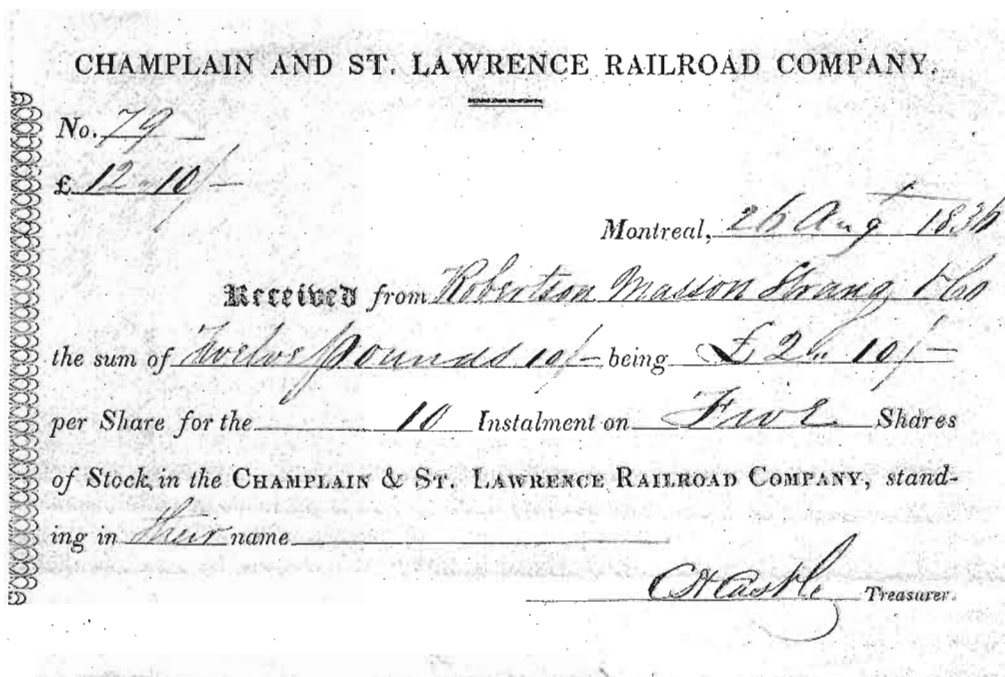 CHAMPLAIN AND ST. LAWRENCE RAILROAD COMPANY.
No. 79
£ 12-10/-
Montreal, 26 Augt 1836
Received from Robertson Masson Strang & Co
the sum of Twelve Pounds 10/- being £2 " 10/-
per Share for the 10 Instalment on Five Shares
of Stock, in the CHAMPLAIN & ST. LAWRENCE RAILROAD COMPANY, stand-
ing in their name
CH Castle Treasurer.